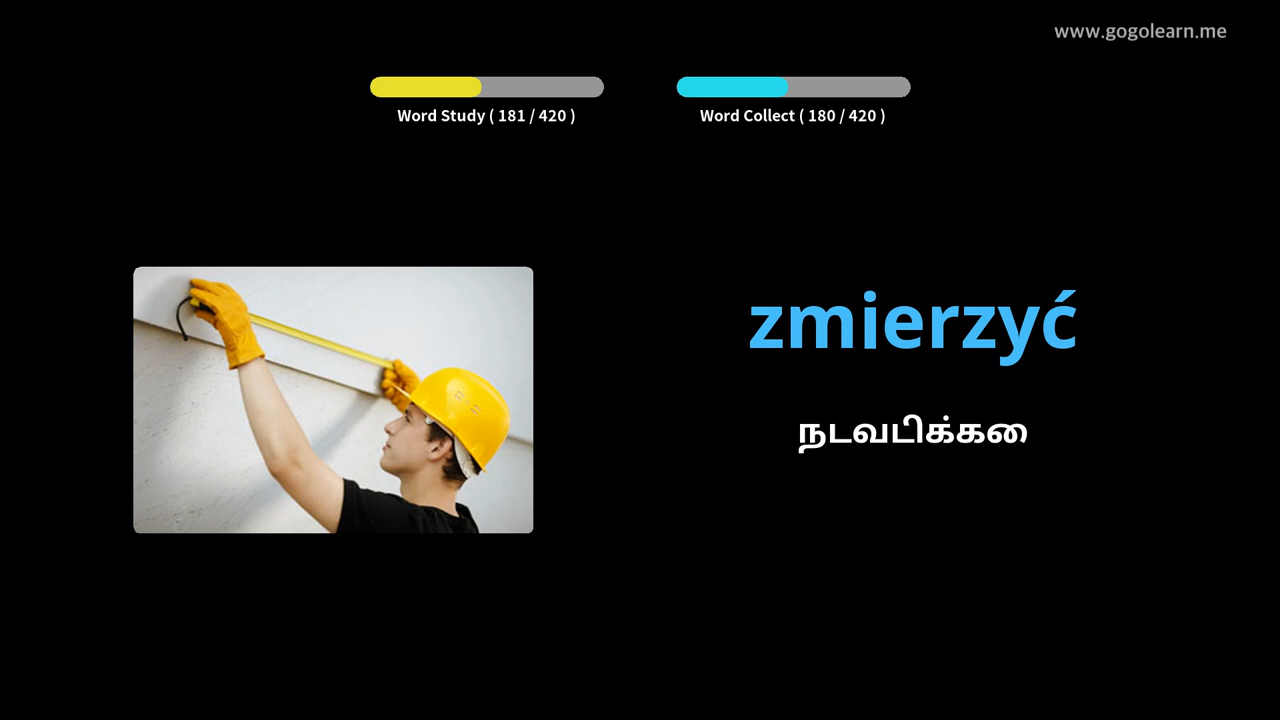 www.gogolearn.me
Word Study ( 181 / 420 )
Word Collect ( 180 / 420 )
zmierzyć
நடவடிக்கை